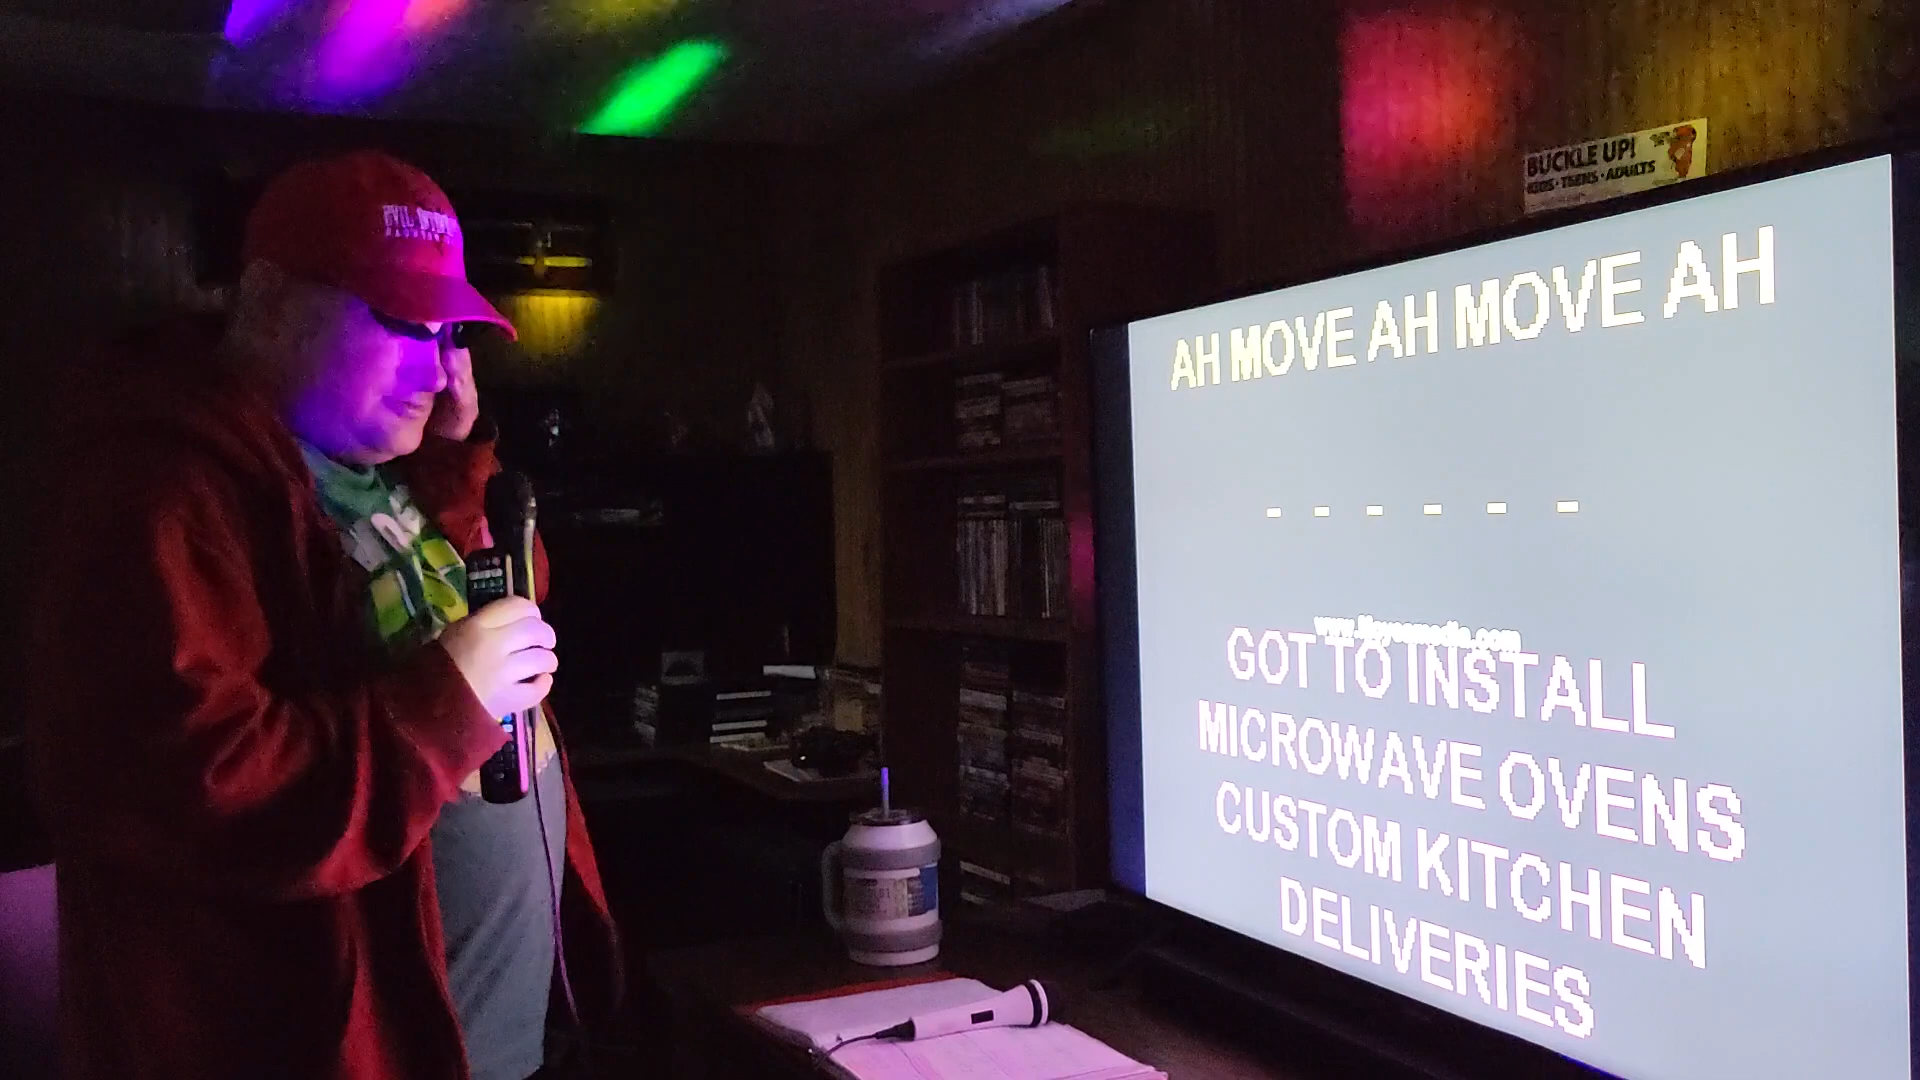 BUCKLE UP!
KIDS • TEENS • ADULTS
AH MOVE AH MOVE AH
- - - - - -
GOT TO INSTALL
MICROWAVE OVENS
CUSTOM KITCHEN
DELIVERIES